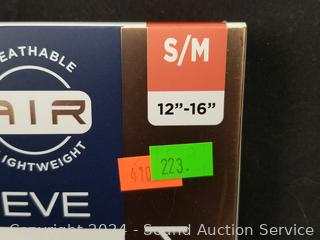 EATHABLE
AIR
LIGHTWEIGHT
S/M
12"-16"
410
223.
EVE
Copyright 2024 - Sound Auction Service